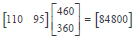 [110 95] [460
360] = [84800]